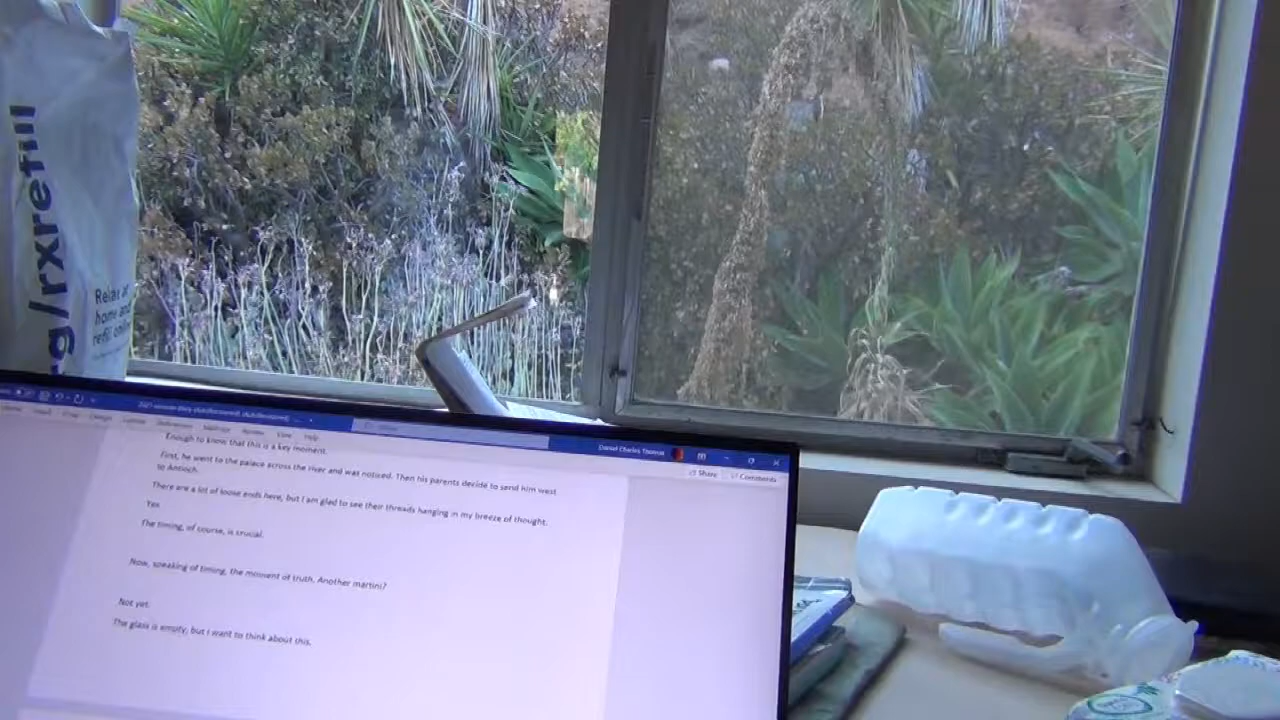 g/rxrefill
Relax at
home and
refill onlin
Help
Daniel Charles Thomas
Share
Comments
Enough to know that this is a key moment.
First, he went to the palace across the river and was noticed. Then his parents decide to send him west
to Antioch.
There are a lot of loose ends here, but I am glad to see their threads hanging in my breeze of thought.
Yes
The timing, of course, is crucial.
Now, speaking of timing, the moment of truth. Another martini?
Not yet.
The glass is empty, but I want to think about this.